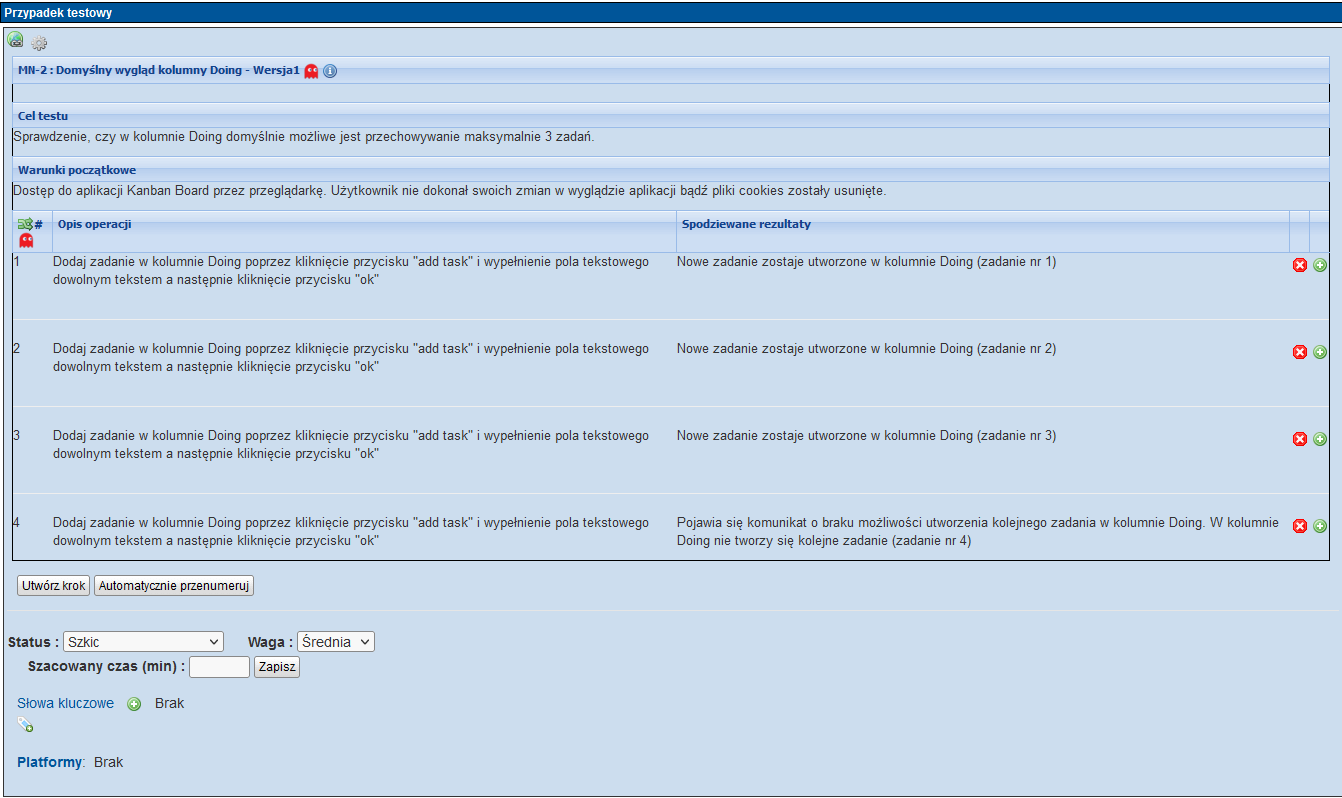 Przypadek testowy
MN-2 : Domyślny wygląd kolumny Doing - Wersja1
Cel testu
Sprawdzenie, czy w kolumnie Doing domyślnie możliwe jest przechowywanie maksymalnie 3 zadań.
Warunki początkowe
Dostęp do aplikacji Kanban Board przez przeglądarkę. Użytkownik nie dokonał swoich zmian w wyglądzie aplikacji bądź pliki cookies zostały usunięte.
# Opis operacji Spodziewane rezultaty
1 Dodaj zadanie w kolumnie Doing poprzez kliknięcie przycisku "add task" i wypełnienie pola tekstowego Nowe zadanie zostaje utworzone w kolumnie Doing (zadanie nr 1)
dowolnym tekstem a następnie kliknięcie przycisku "ok"
2 Dodaj zadanie w kolumnie Doing poprzez kliknięcie przycisku "add task" i wypełnienie pola tekstowego Nowe zadanie zostaje utworzone w kolumnie Doing (zadanie nr 2)
dowolnym tekstem a następnie kliknięcie przycisku "ok"
3 Dodaj zadanie w kolumnie Doing poprzez kliknięcie przycisku "add task" i wypełnienie pola tekstowego Nowe zadanie zostaje utworzone w kolumnie Doing (zadanie nr 3)
dowolnym tekstem a następnie kliknięcie przycisku "ok"
4 Dodaj zadanie w kolumnie Doing poprzez kliknięcie przycisku "add task" i wypełnienie pola tekstowego Pojawia się komunikat o braku możliwości utworzenia kolejnego zadania w kolumnie Doing. W kolumnie
dowolnym tekstem a następnie kliknięcie przycisku "ok" Doing nie tworzy się kolejne zadanie (zadanie nr 4)
Utwórz krok Automatycznie przenumeruj
Status : Szkic Waga : Średnia
Szacowany czas (min) : Zapisz
Słowa kluczowe Brak
Platformy: Brak